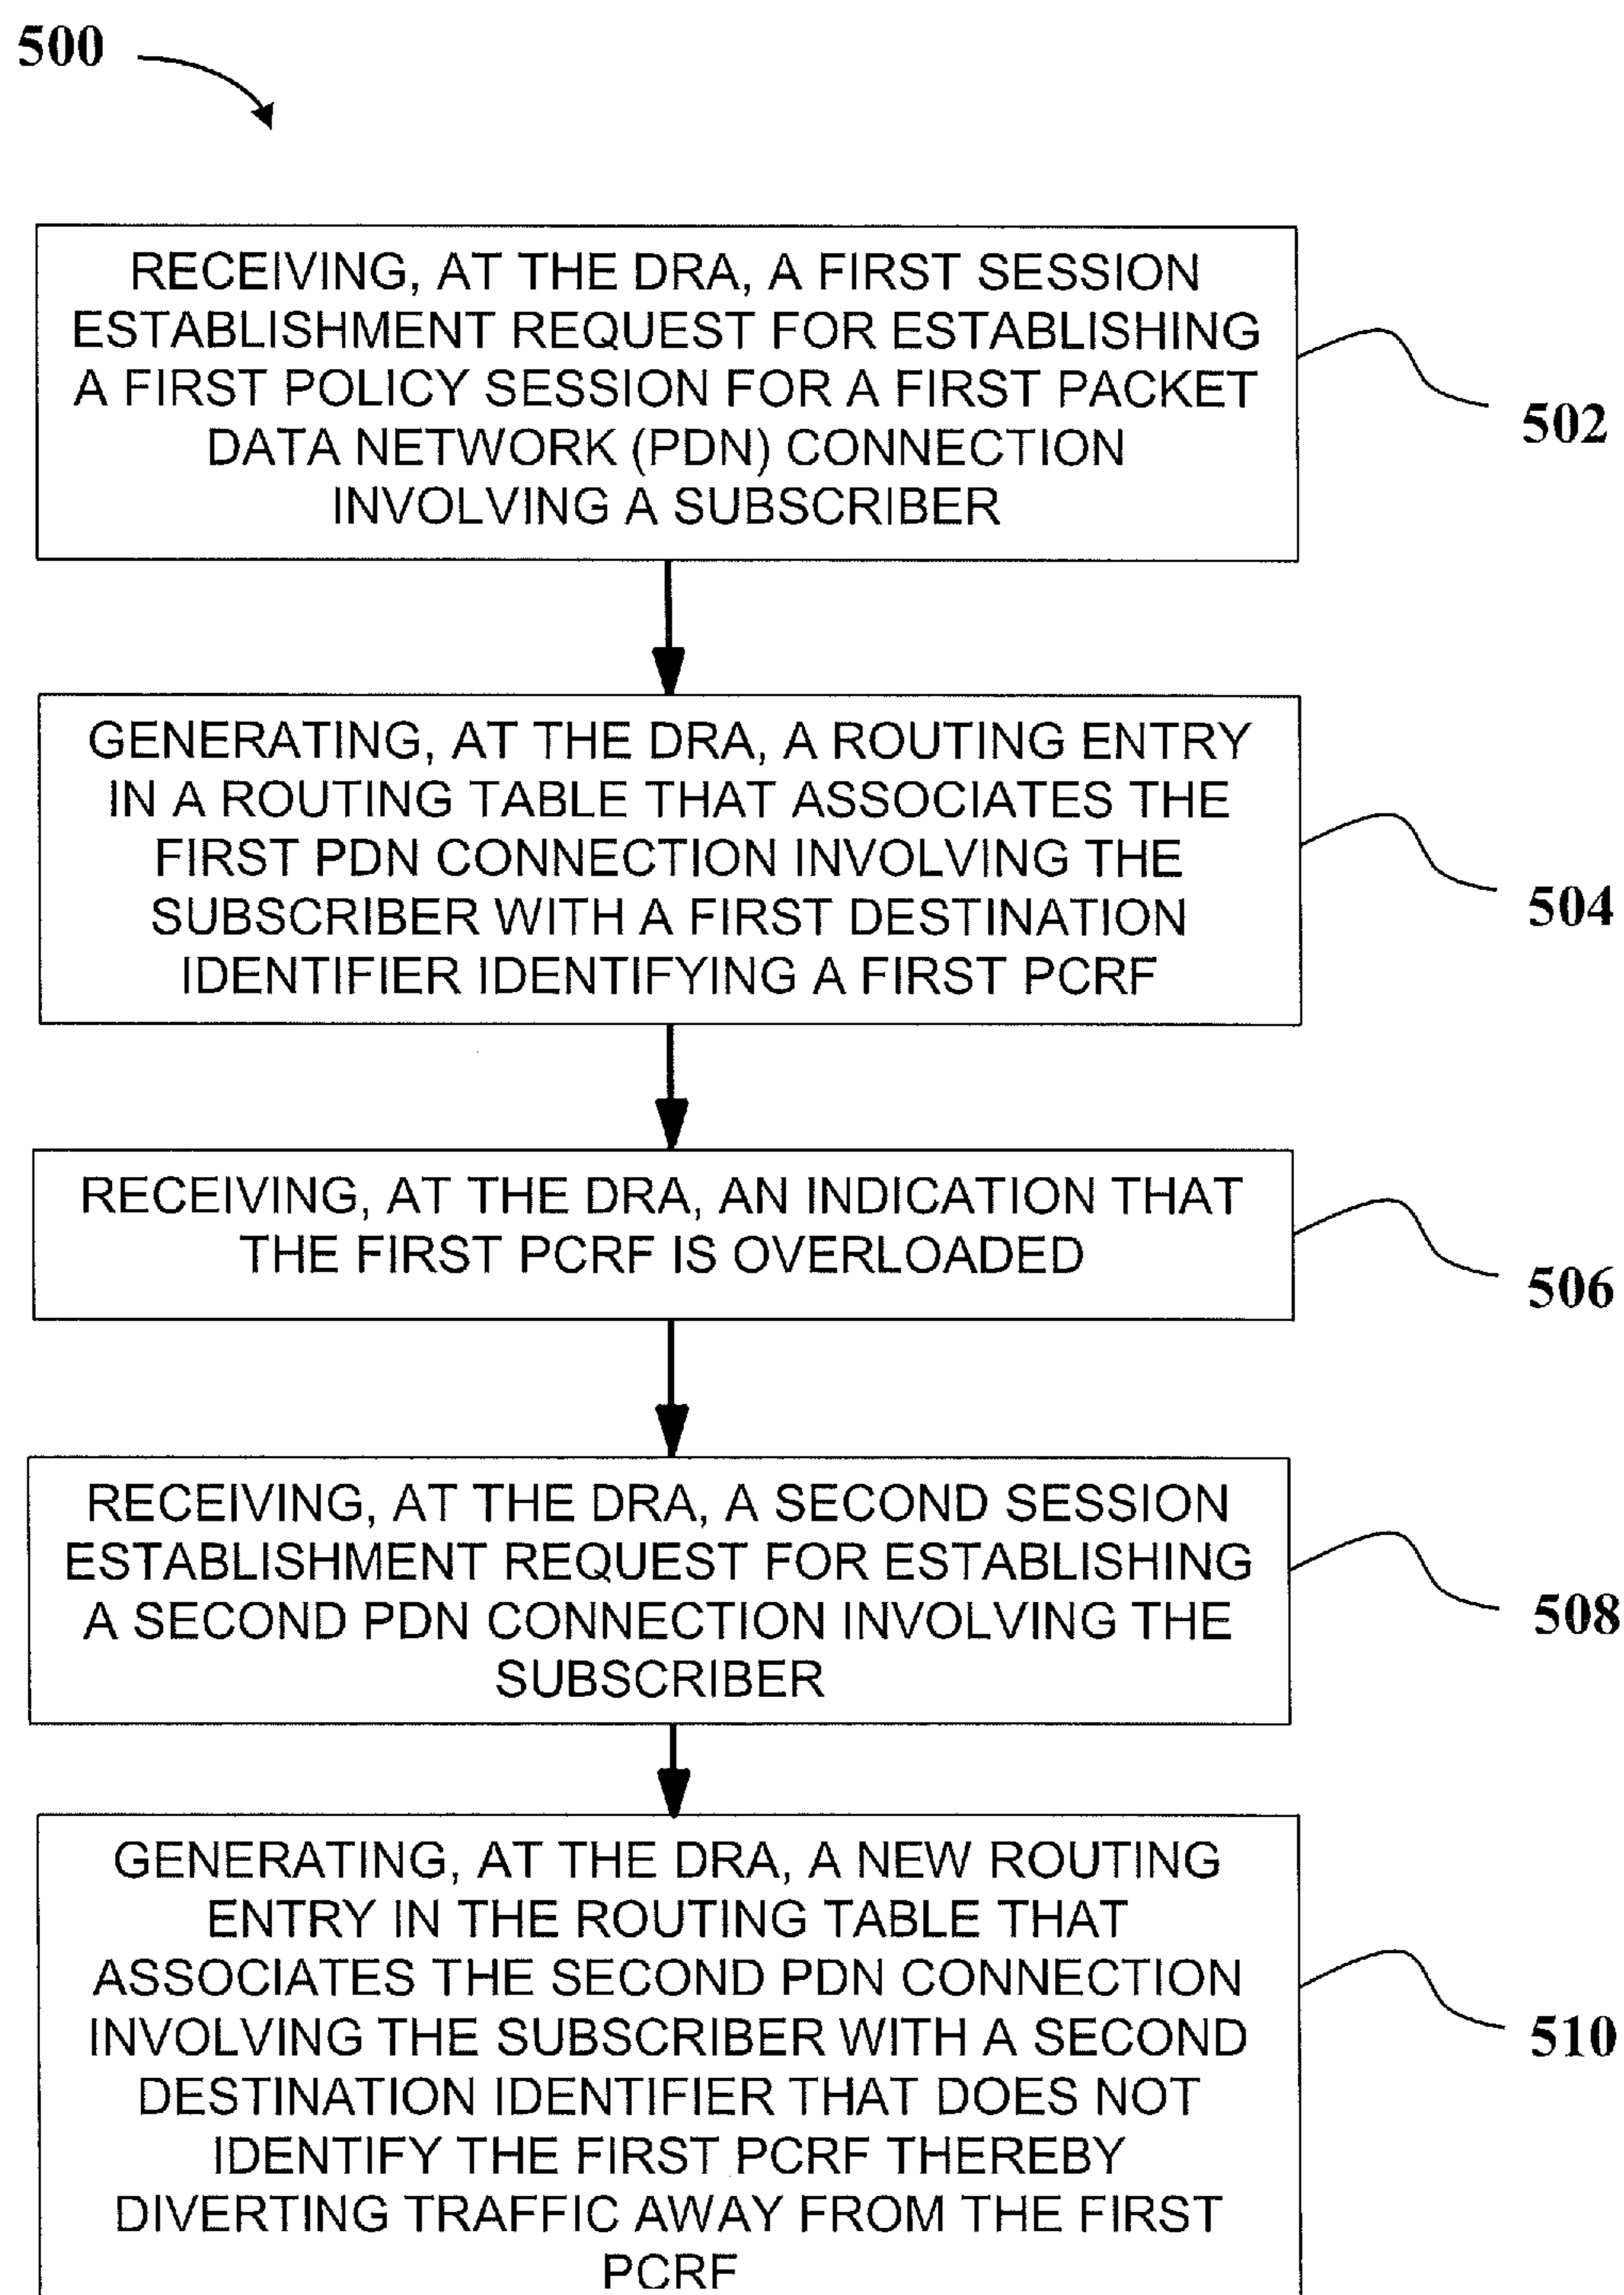 500
RECEIVING, AT THE DRA, A FIRST SESSION
ESTABLISHMENT REQUEST FOR ESTABLISHING
A FIRST POLICY SESSION FOR A FIRST PACKET
DATA NETWORK (PDN) CONNECTION
INVOLVING A SUBSCRIBER
502
GENERATING, AT THE DRA, A ROUTING ENTRY
IN A ROUTING TABLE THAT ASSOCIATES THE
FIRST PDN CONNECTION INVOLVING THE
SUBSCRIBER WITH A FIRST DESTINATION
IDENTIFIER IDENTIFYING A FIRST PCRF
504
RECEIVING, AT THE DRA, AN INDICATION THAT
THE FIRST PCRF IS OVERLOADED
506
RECEIVING, AT THE DRA, A SECOND SESSION
ESTABLISHMENT REQUEST FOR ESTABLISHING
A SECOND PDN CONNECTION INVOLVING THE
SUBSCRIBER
508
GENERATING, AT THE DRA, A NEW ROUTING
ENTRY IN THE ROUTING TABLE THAT
ASSOCIATES THE SECOND PDN CONNECTION
INVOLVING THE SUBSCRIBER WITH A SECOND
DESTINATION IDENTIFIER THAT DOES NOT
IDENTIFY THE FIRST PCRF THEREBY
DIVERTING TRAFFIC AWAY FROM THE FIRST
PCRF
510